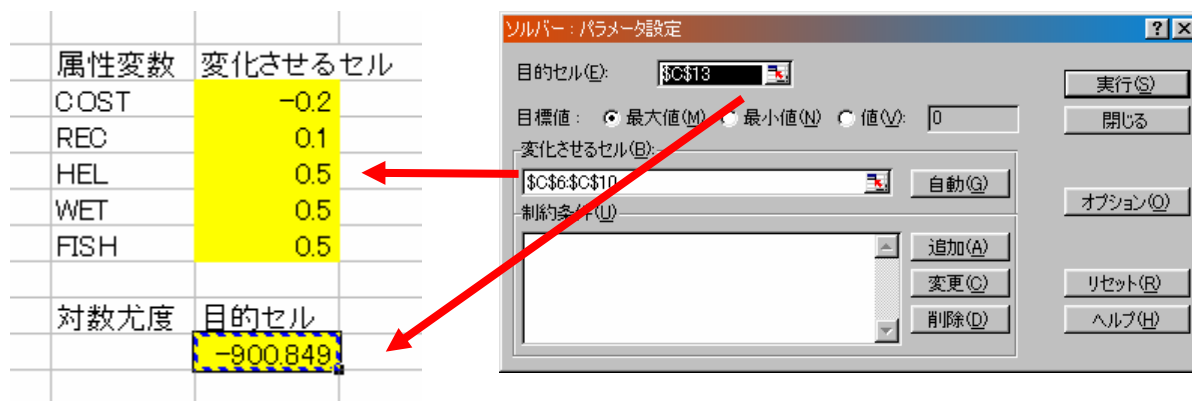 属性変数 変化させるセル
COST -0.2
REC 0.1
HEL 0.5
WET 0.5
FISH 0.5
対数尤度 目的セル
-900.849
ソルバー : パラメータ設定
目的セル(E): $C$13
実行(S)
目標値 : 最大値(M) 最小値(N) 値(V): 0
閉じる
変化させるセル(B):
$C$6:$C$10
自動(G)
オプション(O)
制約条件(U)
追加(A)
変更(C)
リセット(R)
削除(D)
ヘルプ(H)